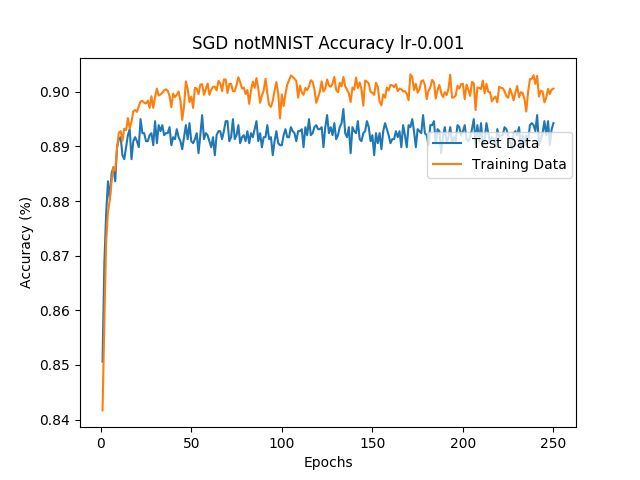 SGD notMNIST Accuracy lr-0.001
Accuracy (%)
0.90
0.89
0.88
0.87
0.86
0.85
0.84
Test Data
Training Data
0 50 100 150 200 250
Epochs